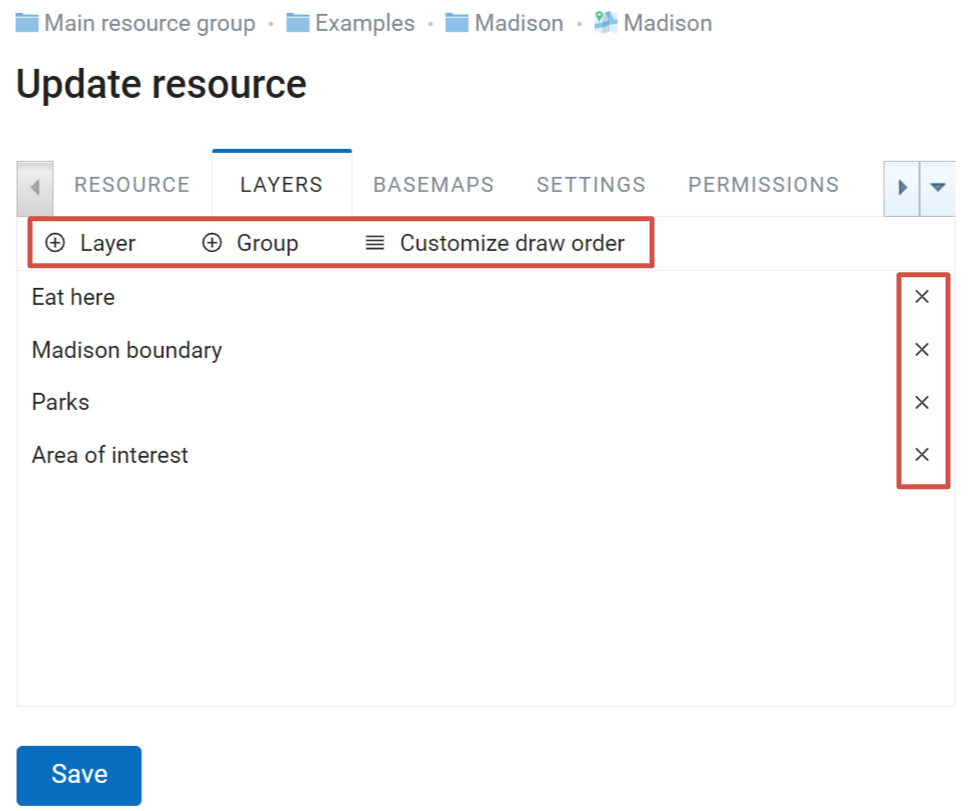 Main resource group • Examples • Madison • Madison
Update resource
RESOURCE LAYERS BASEMAPS SETTINGS PERMISSIONS
Layer Group Customize draw order
Eat here
Madison boundary
Parks
Area of interest
Save